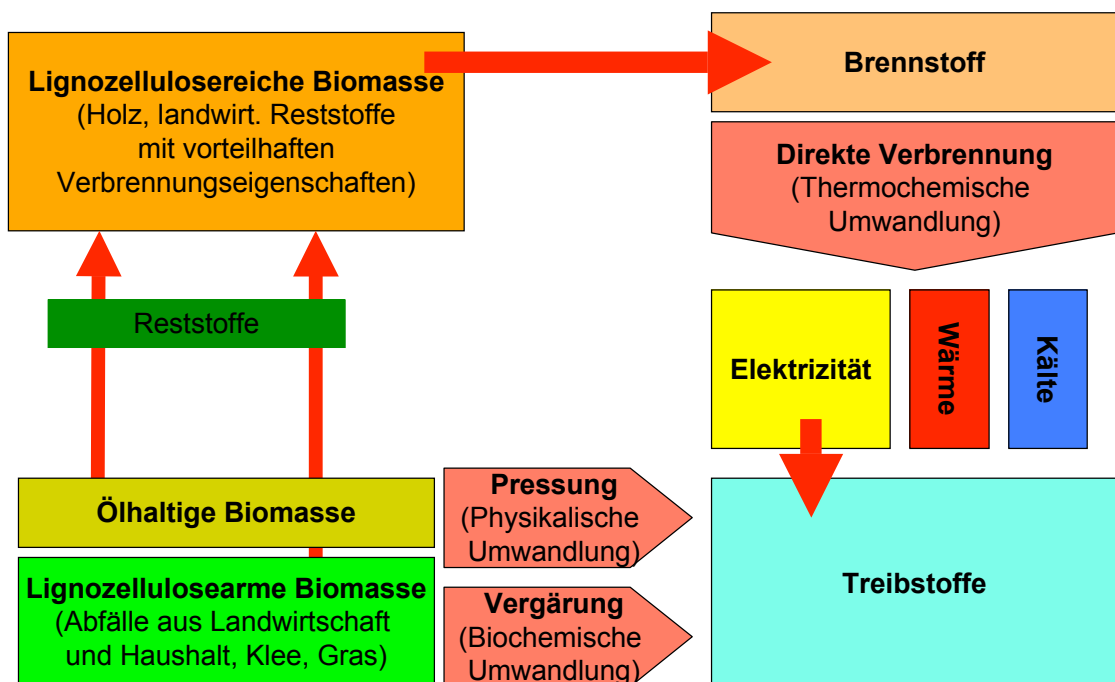 Lignozellulosereiche Biomasse
(Holz, landwirt. Reststoffe
mit vorteilhaften
Verbrennungseigenschaften)
Brennstoff
Direkte Verbrennung
(Thermochemische
Umwandlung)
Reststoffe
Elektrizität
Wärme
Kälte
Ölhaltige Biomasse
Pressung
(Physikalische
Umwandlung)
Lignozellulosearme Biomasse
(Abfälle aus Landwirtschaft
und Haushalt, Klee, Gras)
Vergärung
(Biochemische
Umwandlung)
Treibstoffe